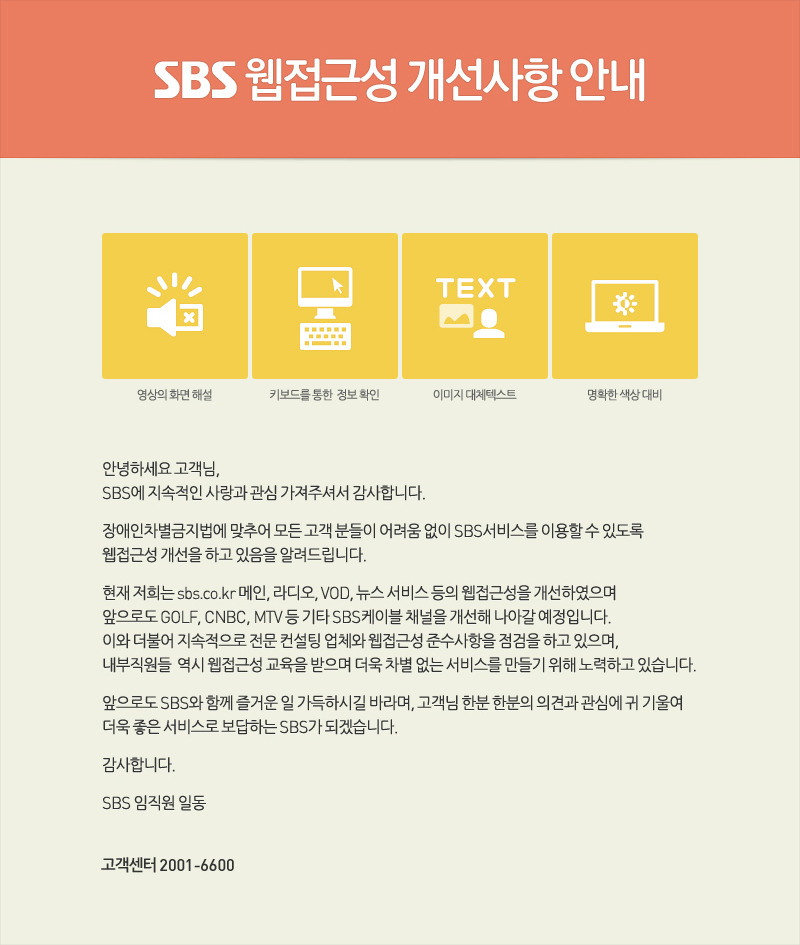 SBS 웹접근성 개선사항 안내
TEXT
영상의 화면 해설
키보드를 통한 정보 확인
이미지 대체텍스트
명확한 색상 대비
안녕하세요 고객님,
SBS에 지속적인 사랑과 관심 가져주셔서 감사합니다.
장애인차별금지법에 맞추어 모든 고객 분들이 어려움 없이 SBS서비스를 이용할 수 있도록
웹접근성 개선을 하고 있음을 알려드립니다.
현재 저희는 sbs.co.kr 메인, 라디오, VOD, 뉴스 서비스 등의 웹접근성을 개선하였으며
앞으로도 GOLF, CNBC, MTV 등 기타 SBS케이블 채널을 개선해 나아갈 예정입니다.
이와 더불어 지속적으로 전문 컨설팅 업체와 웹접근성 준수사항을 점검을 하고 있으며,
내부직원들 역시 웹접근성 교육을 받으며 더욱 차별 없는 서비스를 만들기 위해 노력하고 있습니다.
앞으로도 SBS와 함께 즐거운 일 가득하시길 바라며, 고객님 한분 한분의 의견과 관심에 귀 기울여
더욱 좋은 서비스로 보답하는 SBS가 되겠습니다.
감사합니다.
SBS 임직원 일동
고객센터 2001-6600